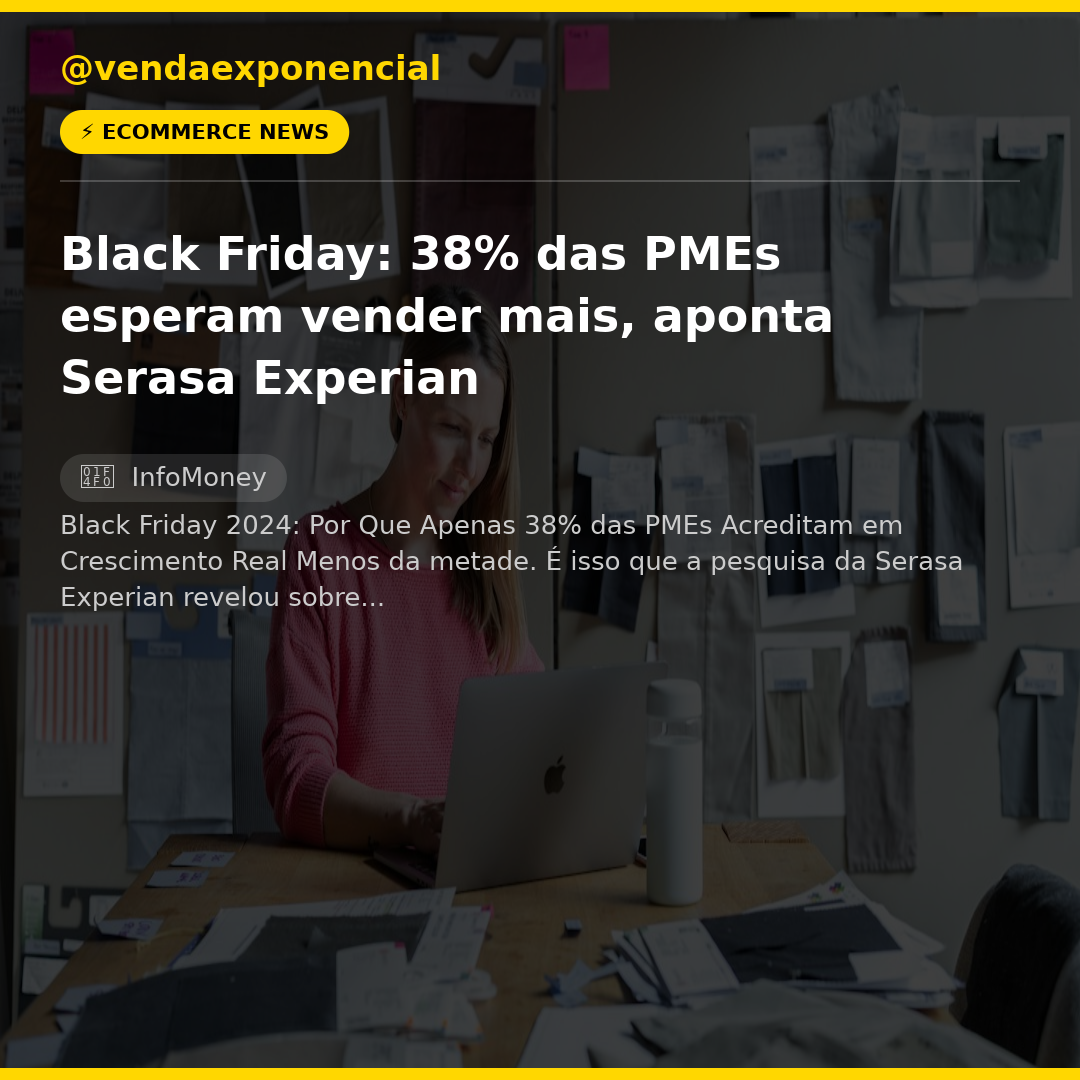 @vendaexponencial
⚡ ECOMMERCE NEWS
Black Friday: 38% das PMEs
esperam vender mais, aponta
Serasa Experian
InfoMoney
Black Friday 2024: Por Que Apenas 38% das PMEs Acreditam em
Crescimento Real Menos da metade. É isso que a pesquisa da Serasa
Experian revelou sobre...